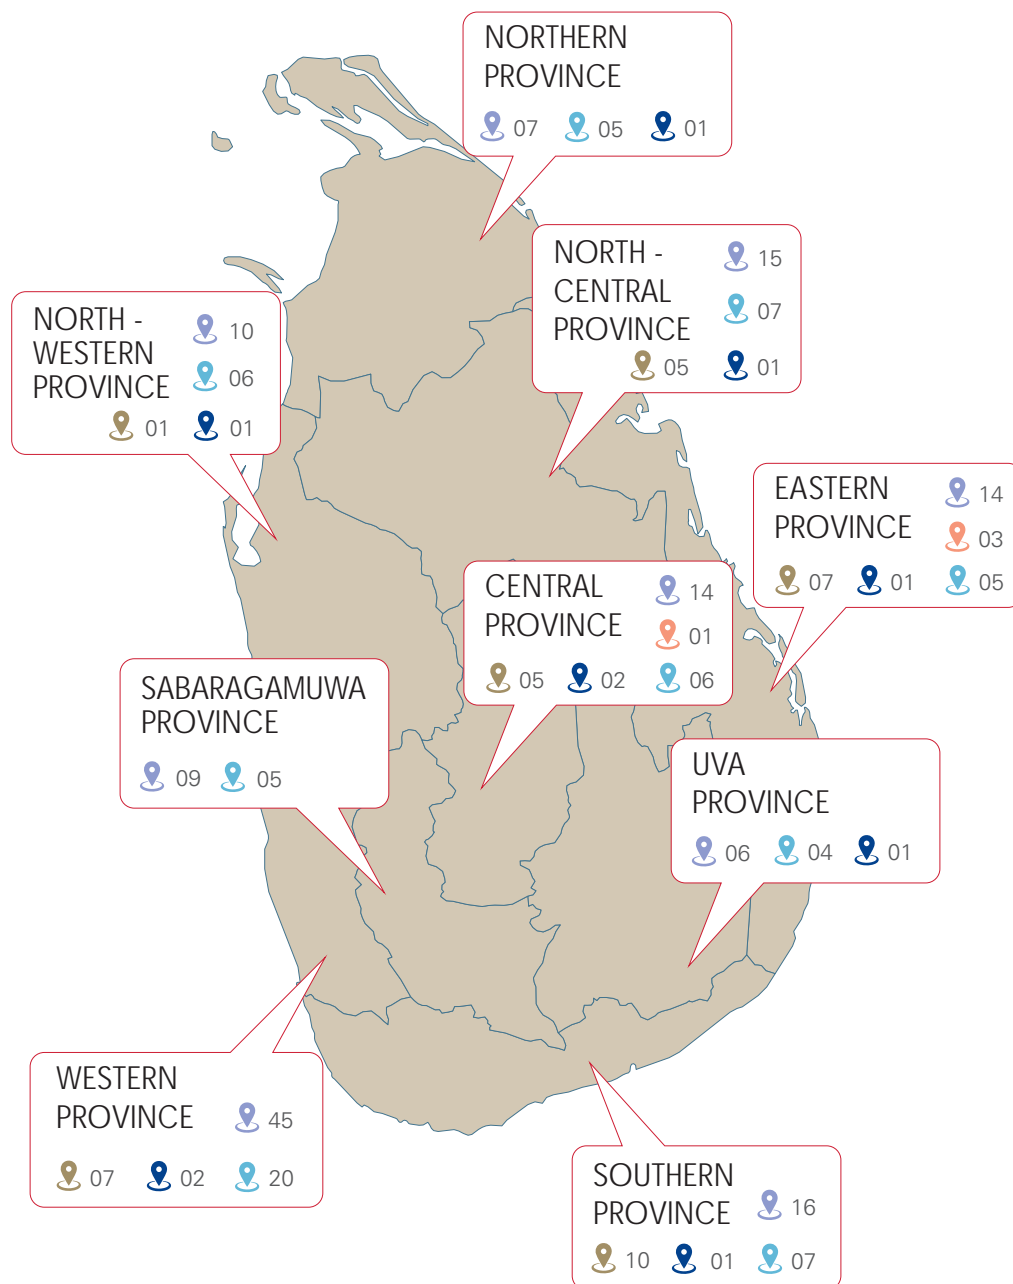 NORTHERN
PROVINCE
07 05 01
NORTH -
CENTRAL
PROVINCE
15
07
05 01
NORTH -
WESTERN
PROVINCE
10
06
01 01
EASTERN
PROVINCE
14
03
07 01 05
CENTRAL
PROVINCE
14
01
05 02 06
SABARAGAMUWA
PROVINCE
09 05
UVA
PROVINCE
06 04 01
WESTERN
PROVINCE
45
07 02 20
SOUTHERN
PROVINCE
16
10 01 07